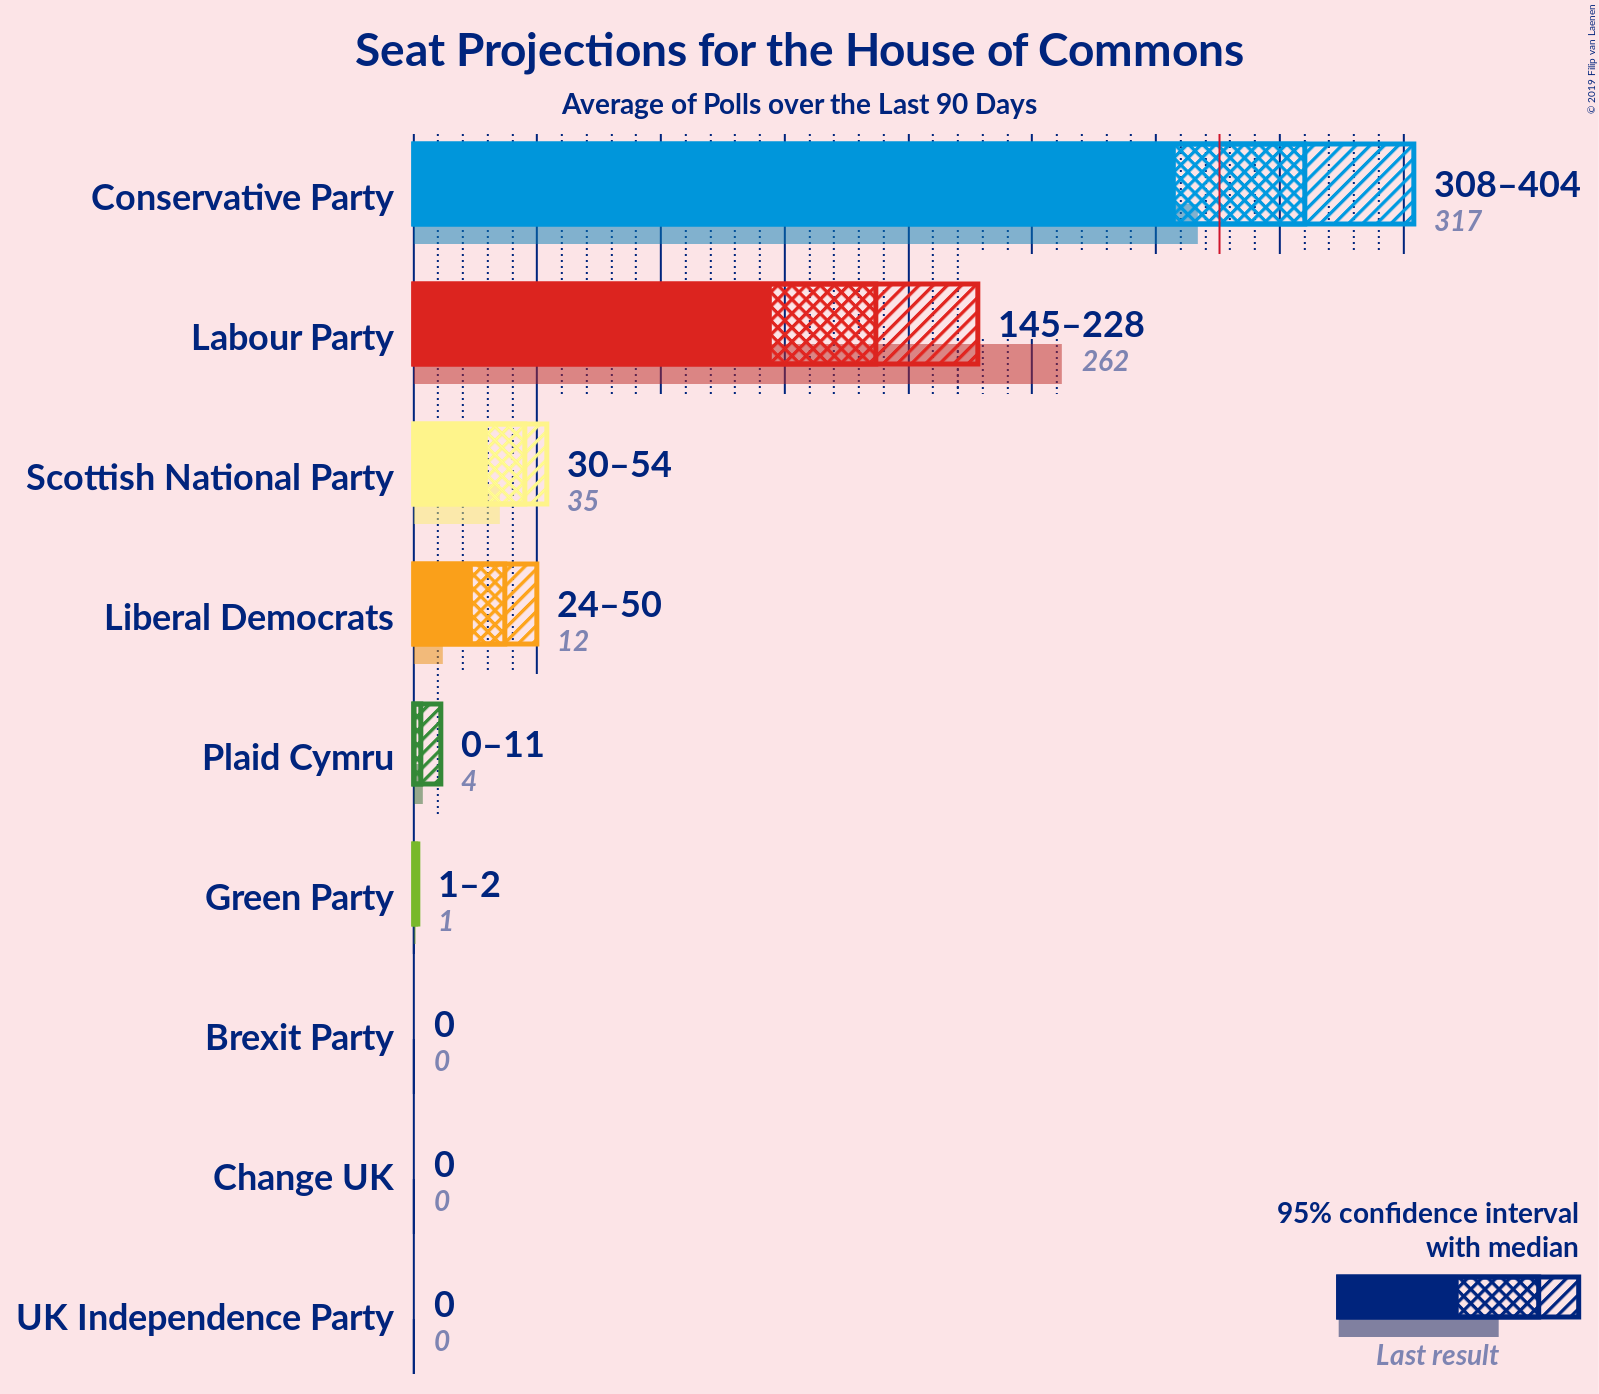 Seat Projections for the House of Commons
Average of Polls over the Last 90 Days
© 2019 Filip van Laenen
Conservative Party
308–404
317
Labour Party
145–228
262
Scottish National Party
30–54
35
Liberal Democrats
24–50
12
Plaid Cymru
0–11
4
Green Party
1–2
1
Brexit Party
0
0
Change UK
0
0
UK Independence Party
0
0
95% confidence interval
with median
Last result